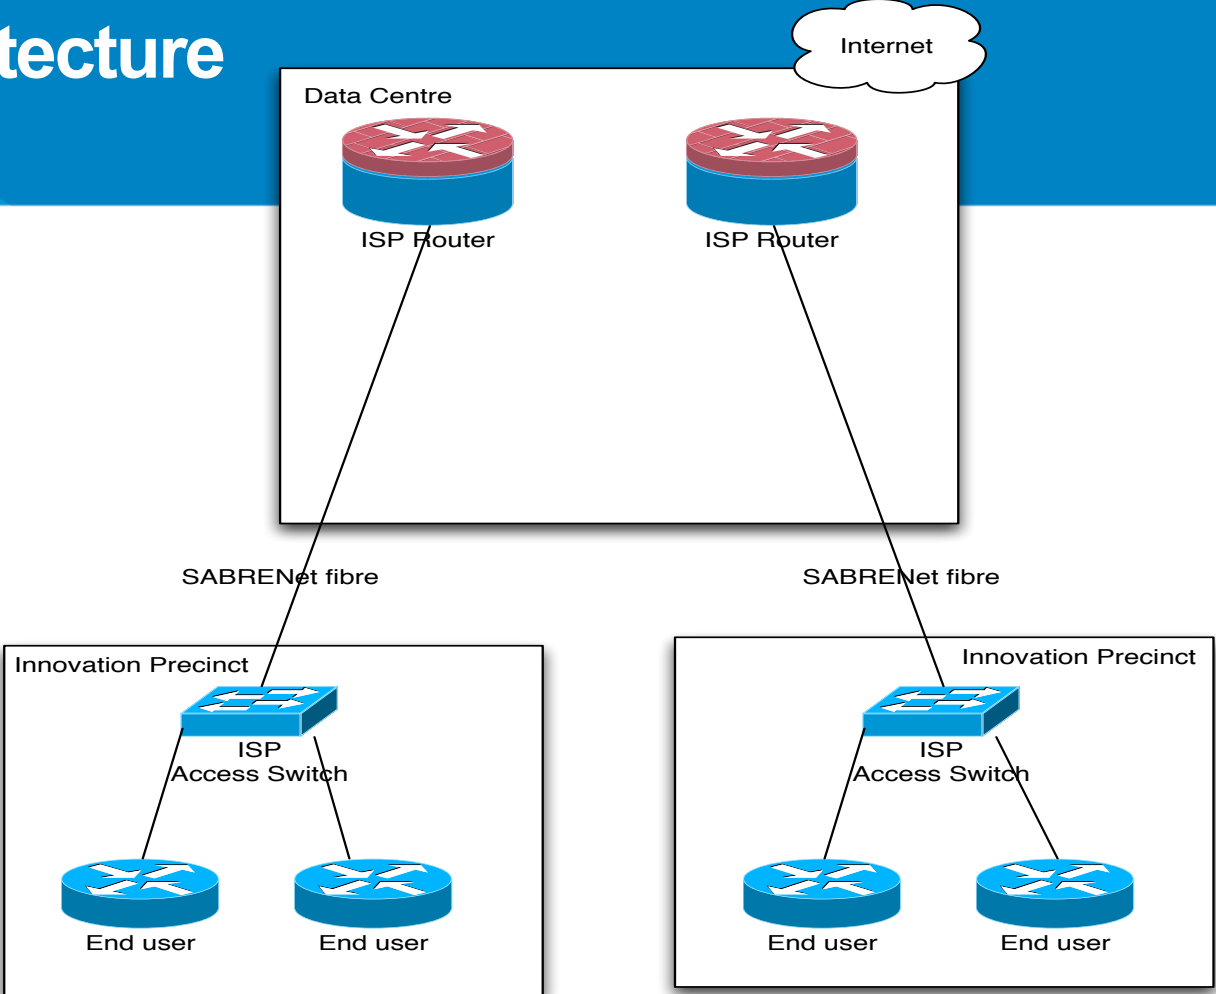 tecture
Internet
Data Centre
ISP Router
ISP Router
SABRENet fibre
SABRENet fibre
Innovation Precinct
Innovation Precinct
ISP
Access Switch
ISP
Access Switch
End user
End user
End user
End user